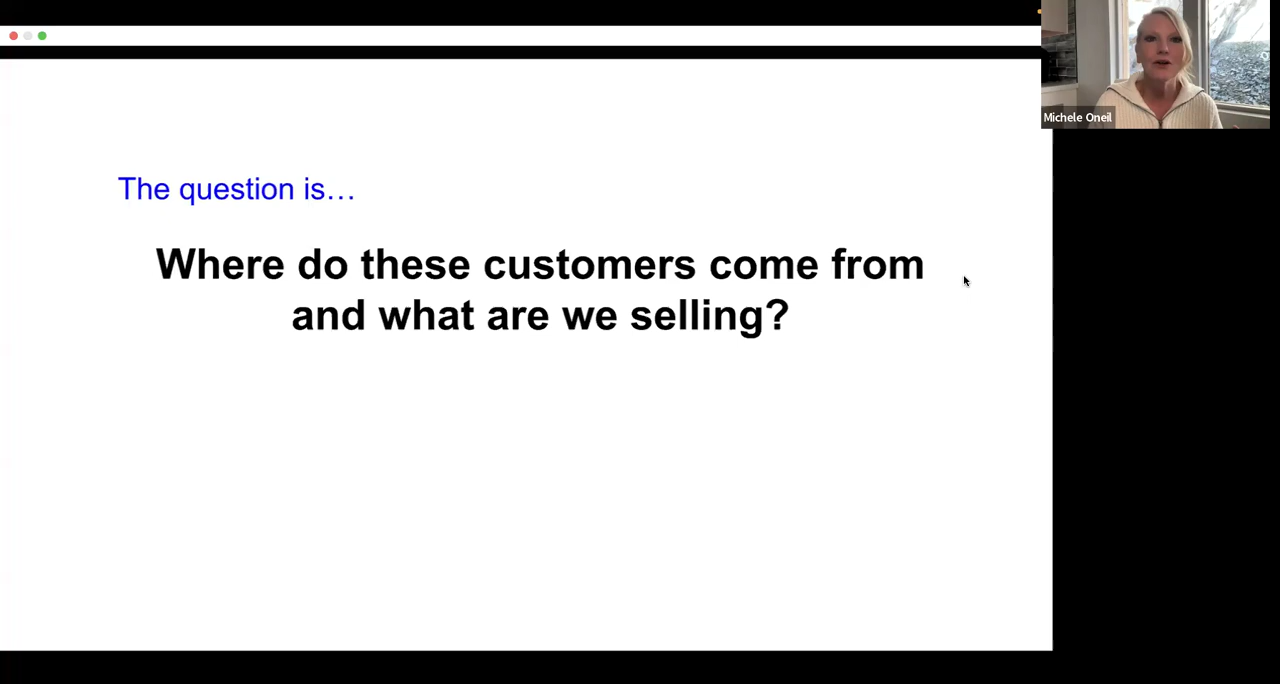 The question is…
Where do these customers come from
and what are we selling?
Michele Oneil